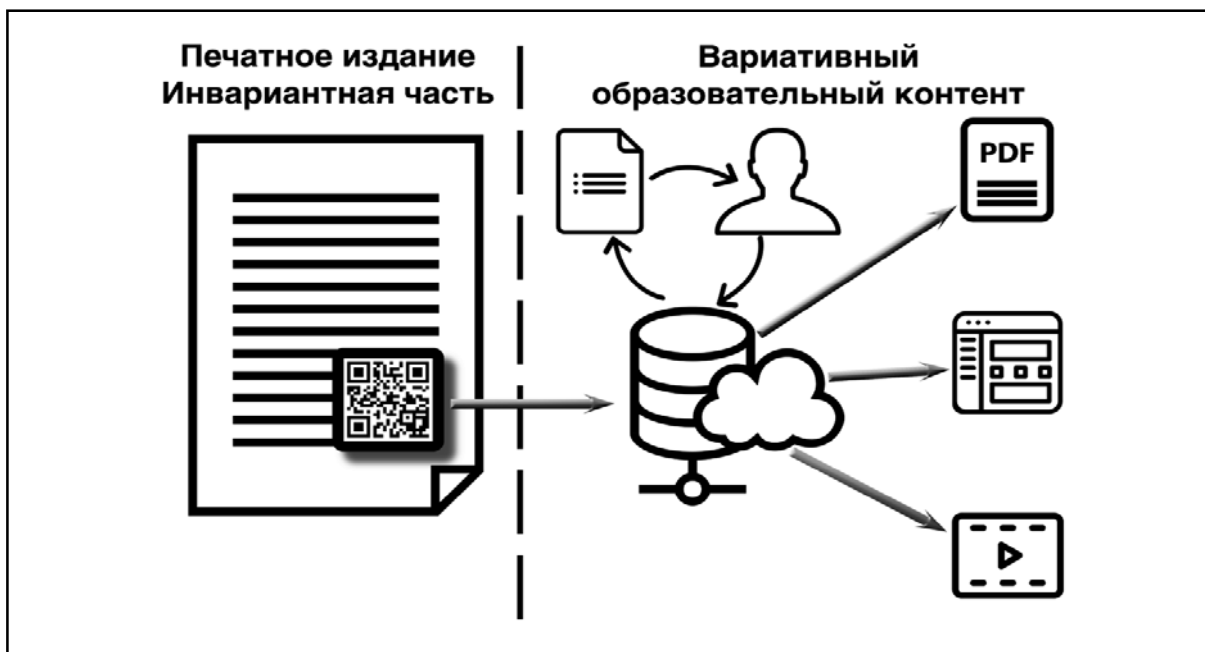 Печатное издание
Инвариантная часть
Вариативный
образовательный контент
PDF